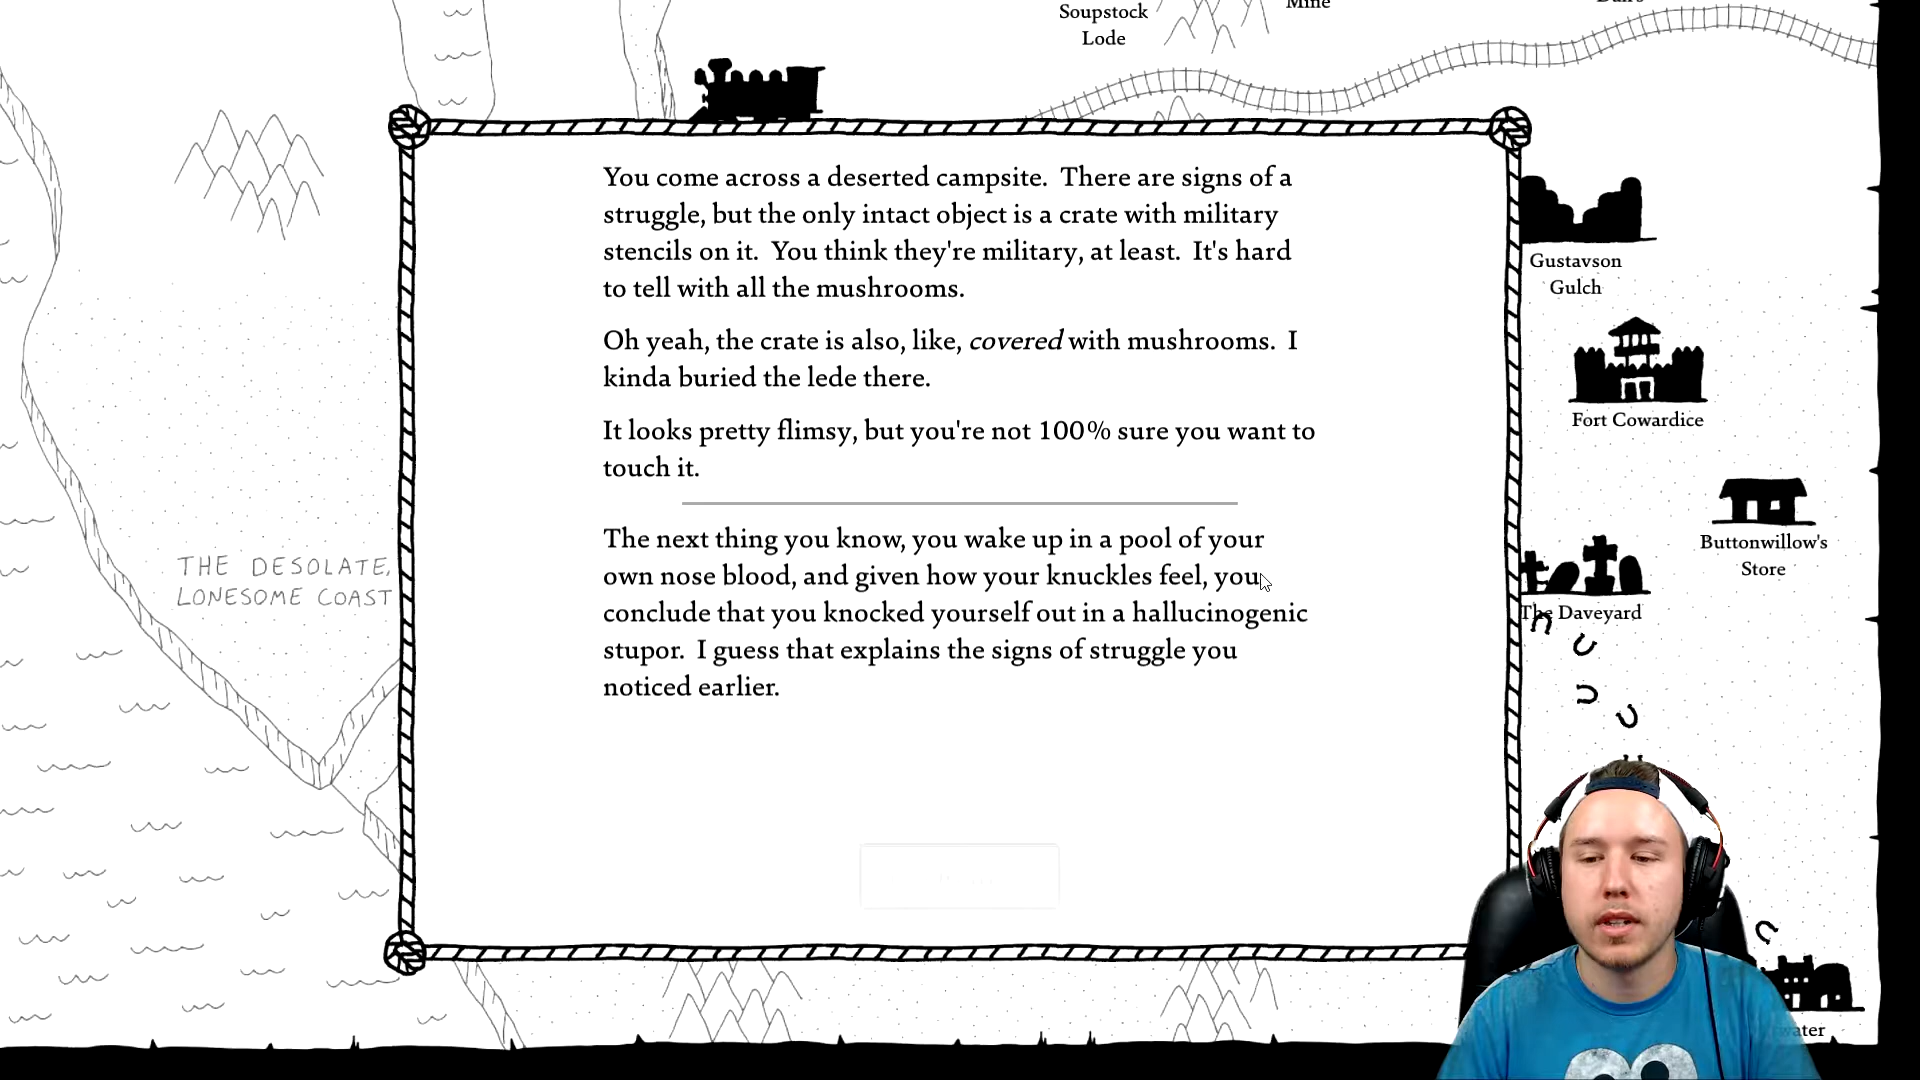 Soupstock
Lode
Mine
You come across a deserted campsite.  There are signs of a
struggle, but the only intact object is a crate with military
stencils on it.  You think they're military, at least.  It's hard
to tell with all the mushrooms.
Oh yeah, the crate is also, like, covered with mushrooms.  I
kinda buried the lede there.
It looks pretty flimsy, but you're not 100% sure you want to
touch it.
The next thing you know, you wake up in a pool of your
own nose blood, and given how your knuckles feel, you
conclude that you knocked yourself out in a hallucinogenic
stupor.  I guess that explains the signs of struggle you
noticed earlier.
THE DESOLATE,
LONESOME COAST
Gustavson
Gulch
Fort Cowardice
Buttonwillow's
Store
The Daveyard